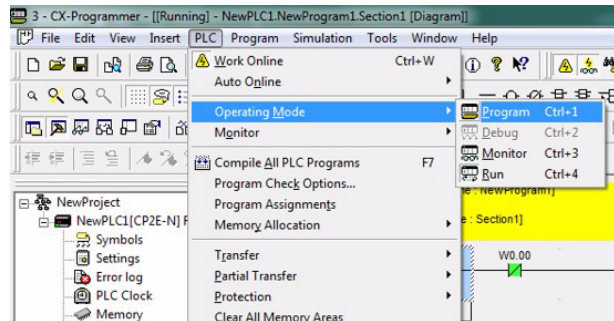 3 - CX-Programmer - [[Running] - NewPLC1.NewProgram1.Section1 [Diagram]]
File Edit View Insert PLC Program Simulation Tools Window Help
Work Online Ctrl+W
Auto Online
Operating Mode
Program Ctrl+1
Debug Ctrl+2
Monitor
Monitor Ctrl+3
Run Ctrl+4
Compile All PLC Programs F7
Program Check Options...
Program Assignments
: NewProgram1]
Memory Allocation
: Section1]
Transfer
Partial Transfer
Protection
Clear All Memory Areas
NewProject
NewPLC1[CP2E-N]
Symbols
Settings
Error log
PLC Clock
Memory
W0.00